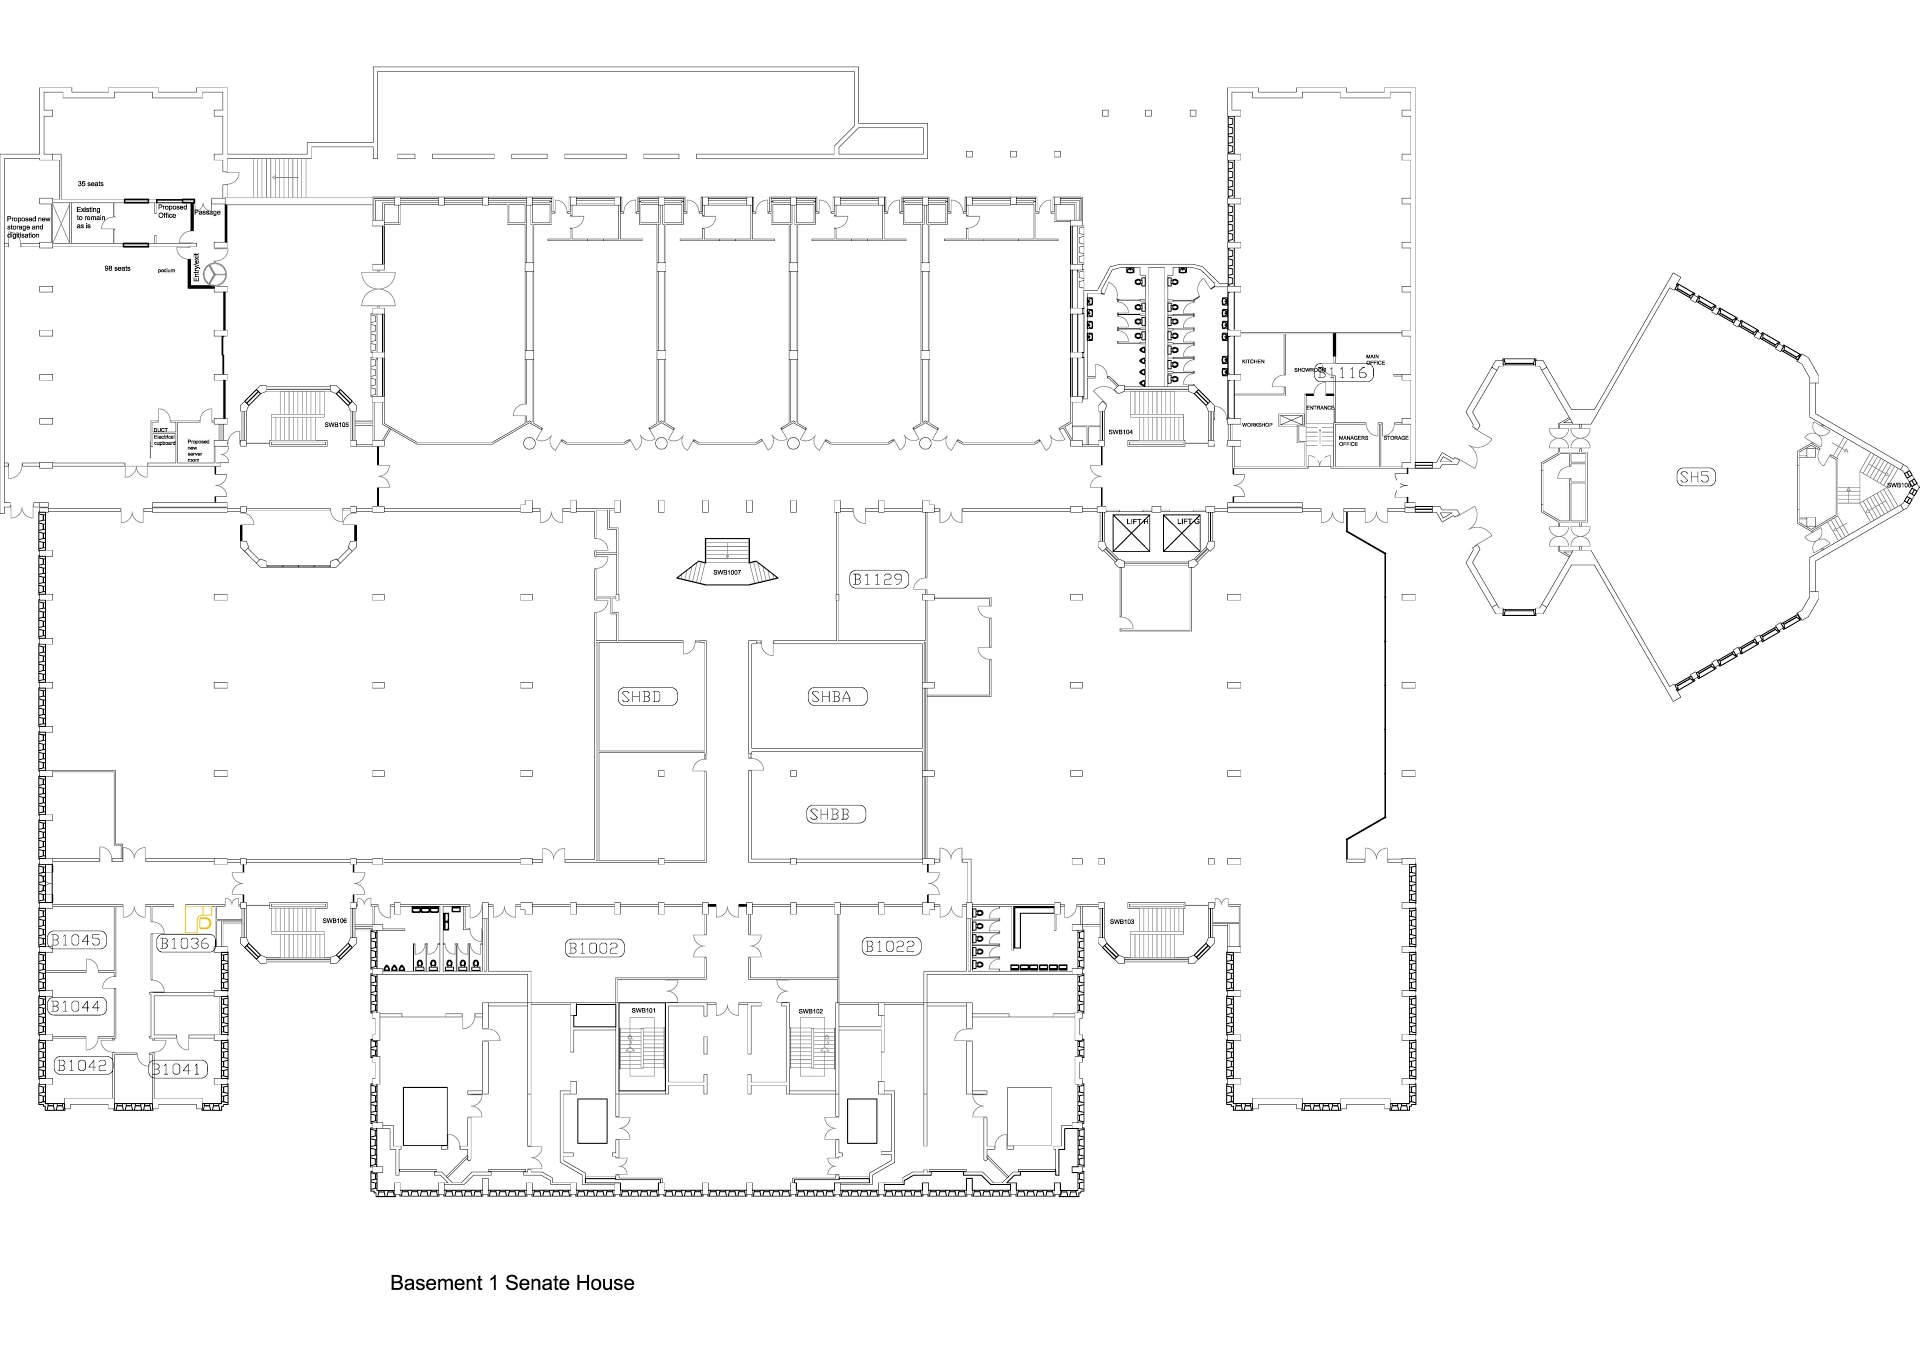 35 seats
Proposed new
storage and
digitisation
Existing
to remain
as is
Proposed
Office
Passage
98 seats
podium
Entry/exit
DUCT
Electrical
cupboard
Proposed
new
server
room
SWB105
SWB104
KITCHEN
SHOWROOM
MAIN
OFFICE
B1116
ENTRANCE
WORKSHOP
MANAGERS
OFFICE
STORAGE
SH5
SWB108
LIFT H
LIFT G
SWB1007
B1129
SHBD
SHBA
SHBB
SWB106
SWB103
B1045
B1036
B1002
B1022
B1044
SWB101
SWB102
B1042
B1041
Basement 1 Senate House